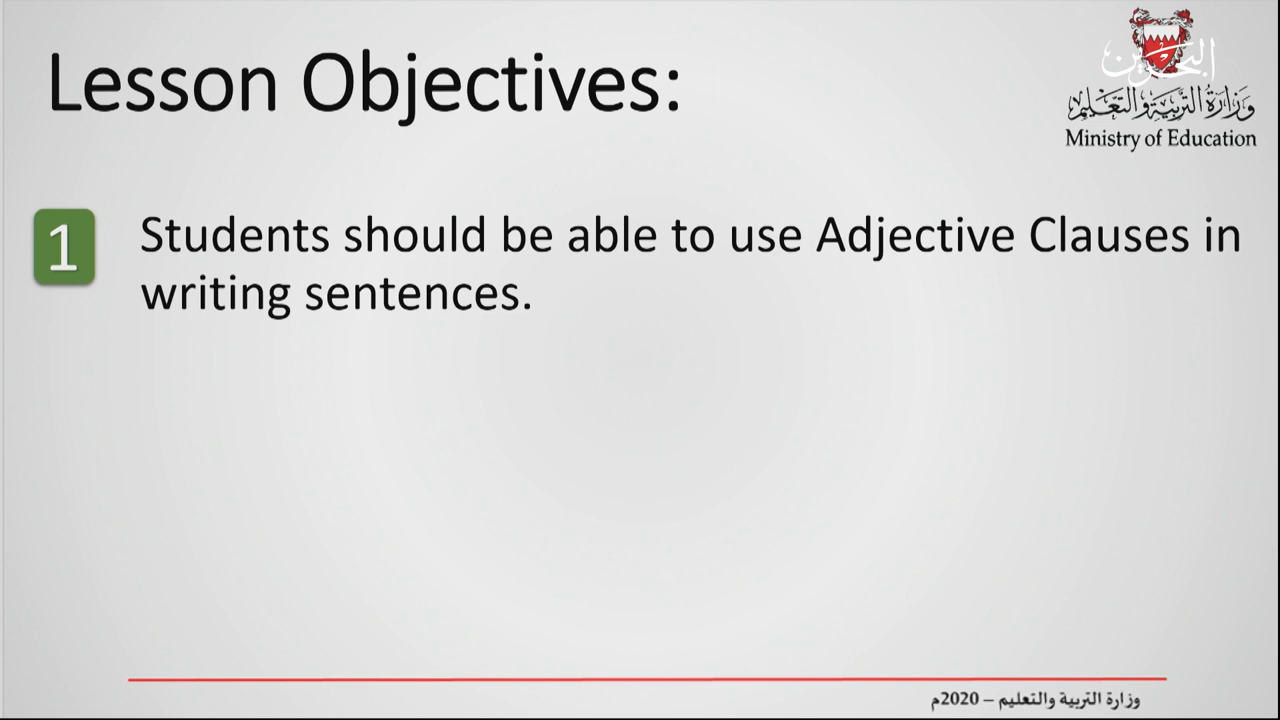 Lesson Objectives:
البحرين
وزارة التربية والتعليم
Ministry of Education
1
Students should be able to use Adjective Clauses in
writing sentences.
وزارة التربية والتعليم – 2020م